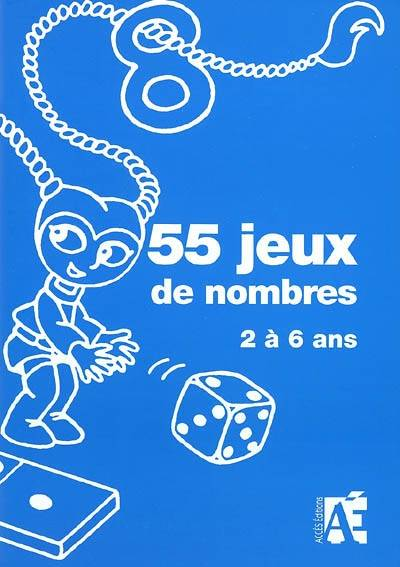 55 jeux
de nombres
2 à 6 ans
ACCÈS Éditions
AÉ